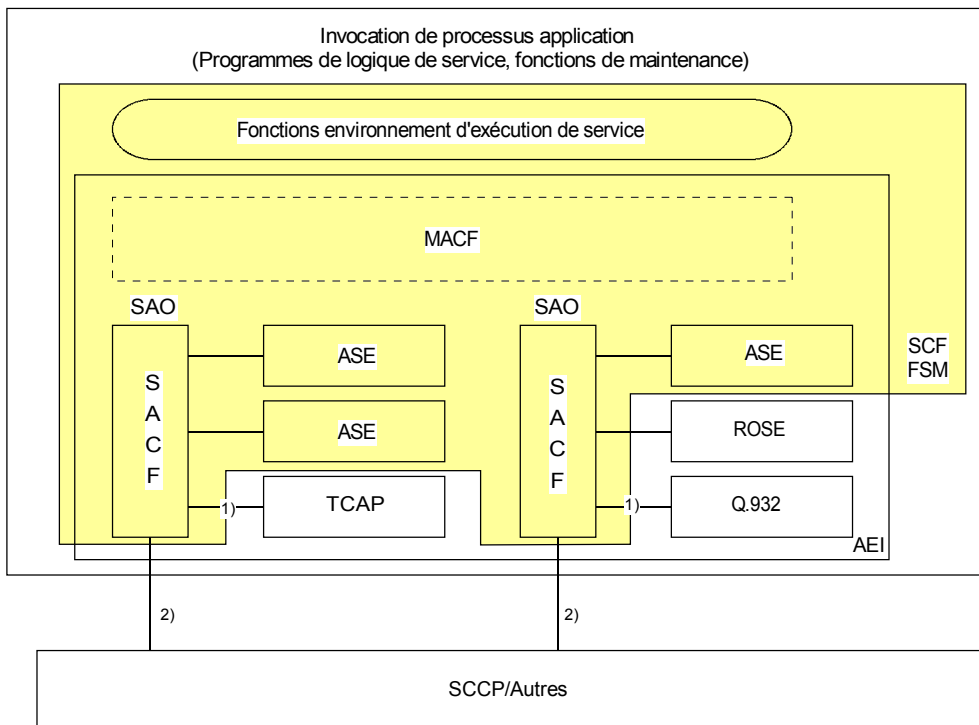 Invocation de processus application
(Programmes de logique de service, fonctions de maintenance)
Fonctions environnement d'exécution de service
MACF
SAO
SAO
S
A
C
F
ASE
ASE
1)
TCAP
S
A
C
F
ASE
ROSE
1)
Q.932
SCF
FSM
AEI
2)
2)
SCCP/Autres